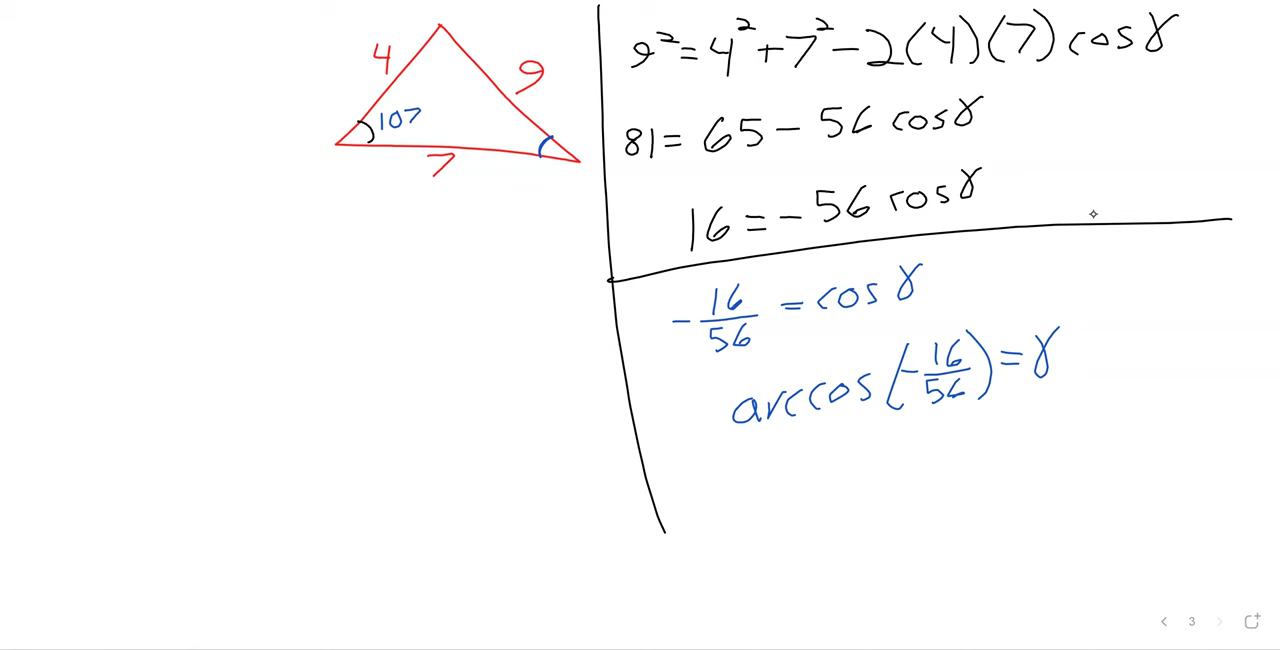 4
9
107
7
9² = 4² + 7² - 2(4)(7) cos γ
81 = 65 - 56 cos γ
16 = - 56 cos γ
- 16/56 = cos γ
arccos (- 16/56) = γ
3